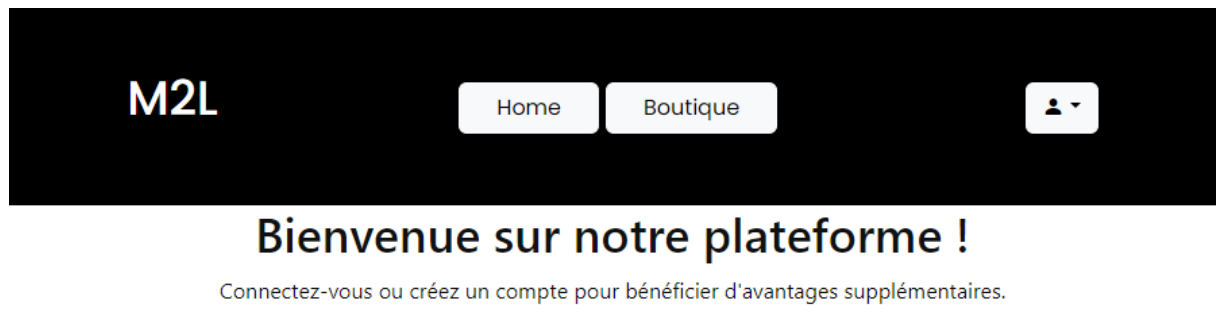 M2L
Home
Boutique
Bienvenue sur notre plateforme !
Connectez-vous ou créez un compte pour bénéficier d'avantages supplémentaires.